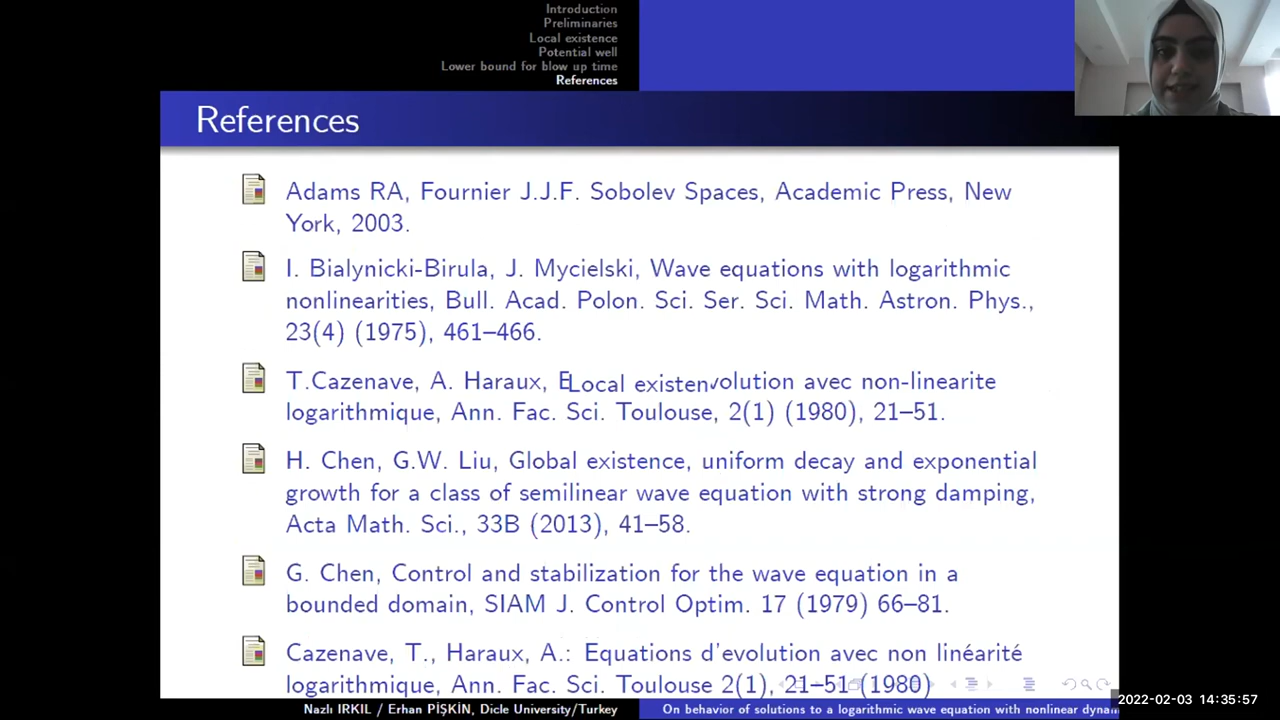 Introduction
Preliminaries
Local existence
Potential well
Lower bound for blow up time
References
References
Adams RA, Fournier J.J.F. Sobolev Spaces, Academic Press, New
York, 2003.
I. Bialynicki-Birula, J. Mycielski, Wave equations with logarithmic
nonlinearities, Bull. Acad. Polon. Sci. Ser. Sci. Math. Astron. Phys.,
23(4) (1975), 461–466.
T.Cazenave, A. Haraux, E Local existen volution avec non-linearite
logarithmique, Ann. Fac. Sci. Toulouse, 2(1) (1980), 21–51.
H. Chen, G.W. Liu, Global existence, uniform decay and exponential
growth for a class of semilinear wave equation with strong damping,
Acta Math. Sci., 33B (2013), 41–58.
G. Chen, Control and stabilization for the wave equation in a
bounded domain, SIAM J. Control Optim. 17 (1979) 66–81.
Cazenave, T., Haraux, A.: Equations d'evolution avec non linéarité
logarithmique, Ann. Fac. Sci. Toulouse 2(1), 21–51 (1980)
Nazlı IRKIL / Erhan PİŞKİN, Dicle University/Turkey
On behavior of solutions to a logarithmic wave equation with nonlinear dynam
2022-02-03 14:35:57